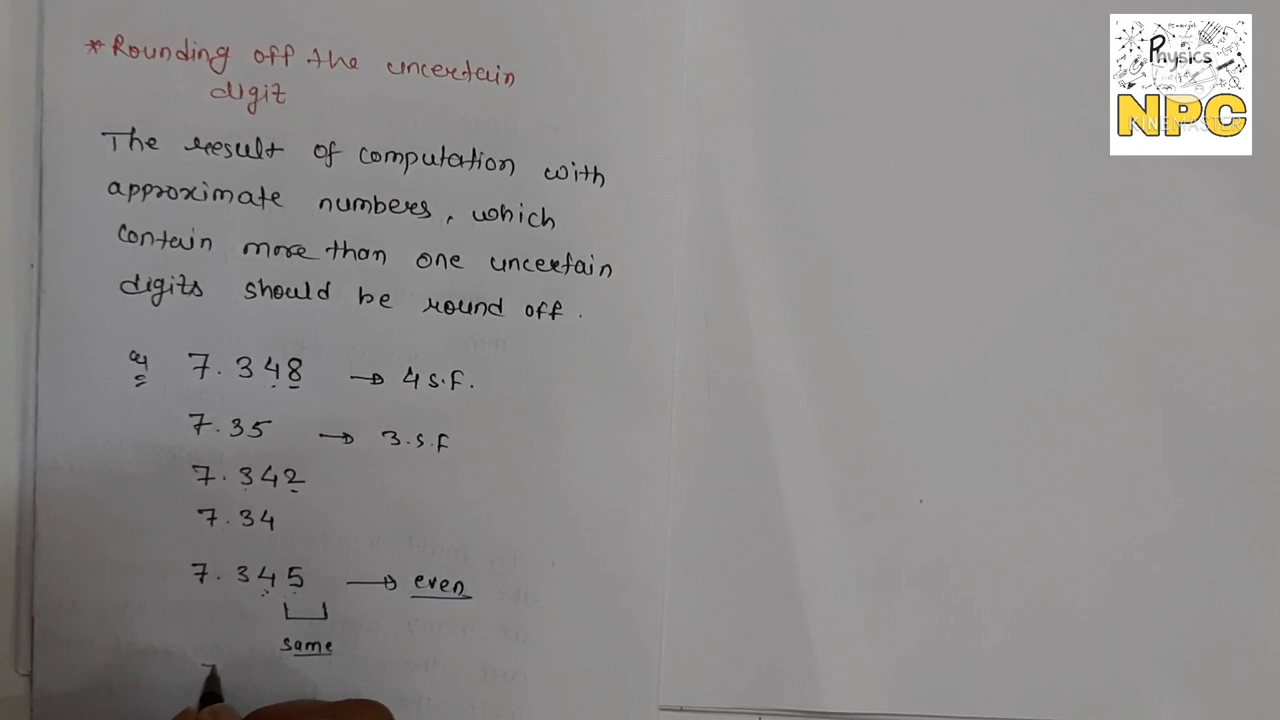 * Rounding off the uncertain
digit
The result of computation with
approximate numbers, which
contain more than one uncertain
digits should be round off.
eg 7.348 → 4 s.f.
7.35 → 3.s.f
7.342
7.34
7.345 → even
same
7
Physics
NPC
KINEMASTER